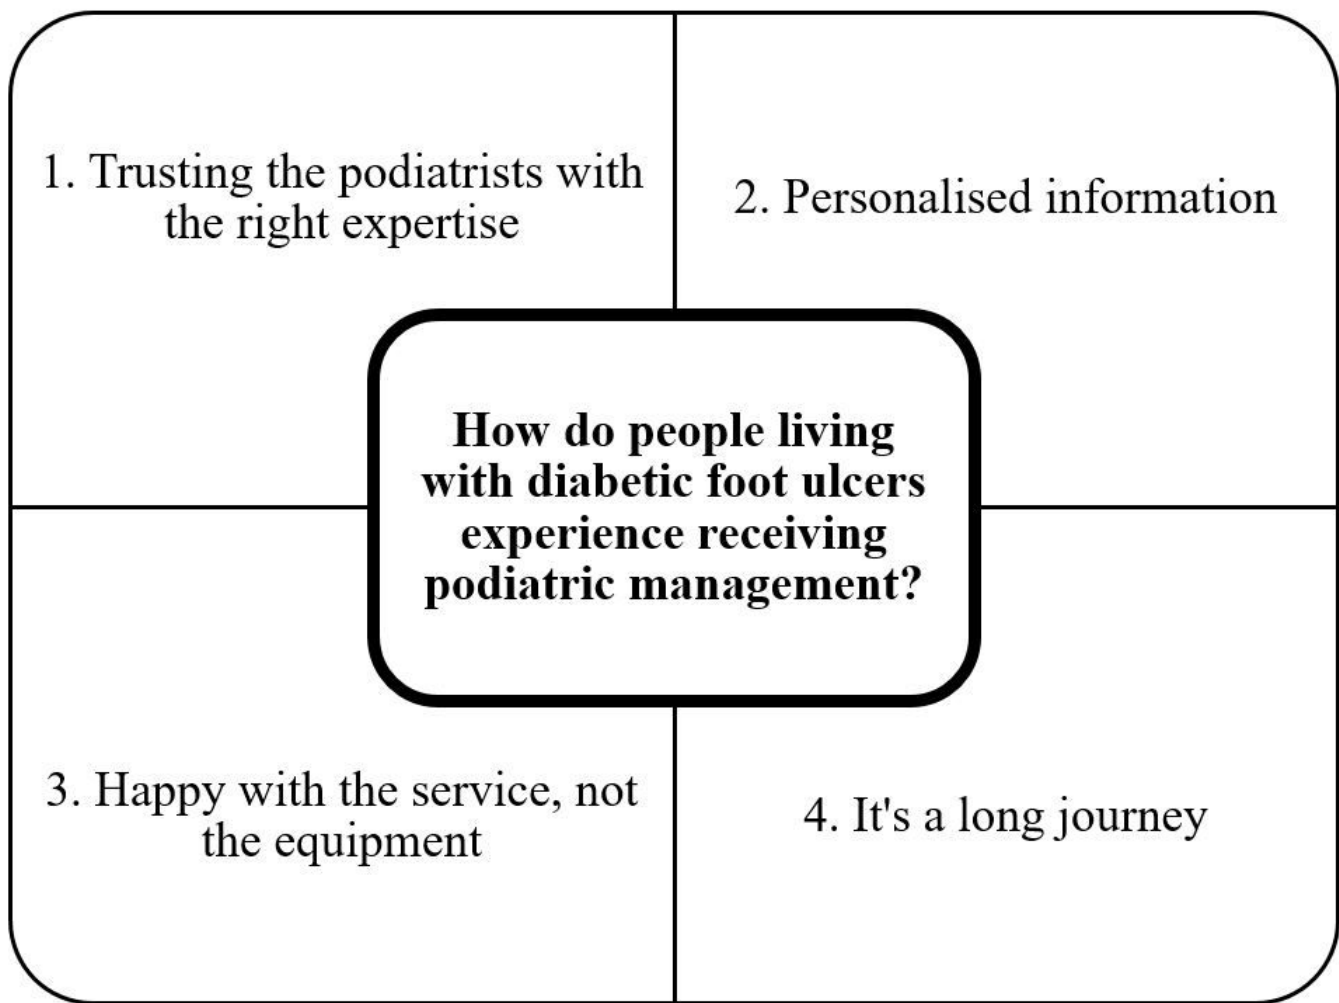 1. Trusting the podiatrists with
the right expertise
2. Personalised information
How do people living
with diabetic foot ulcers
experience receiving
podiatric management?
3. Happy with the service, not
the equipment
4. It's a long journey